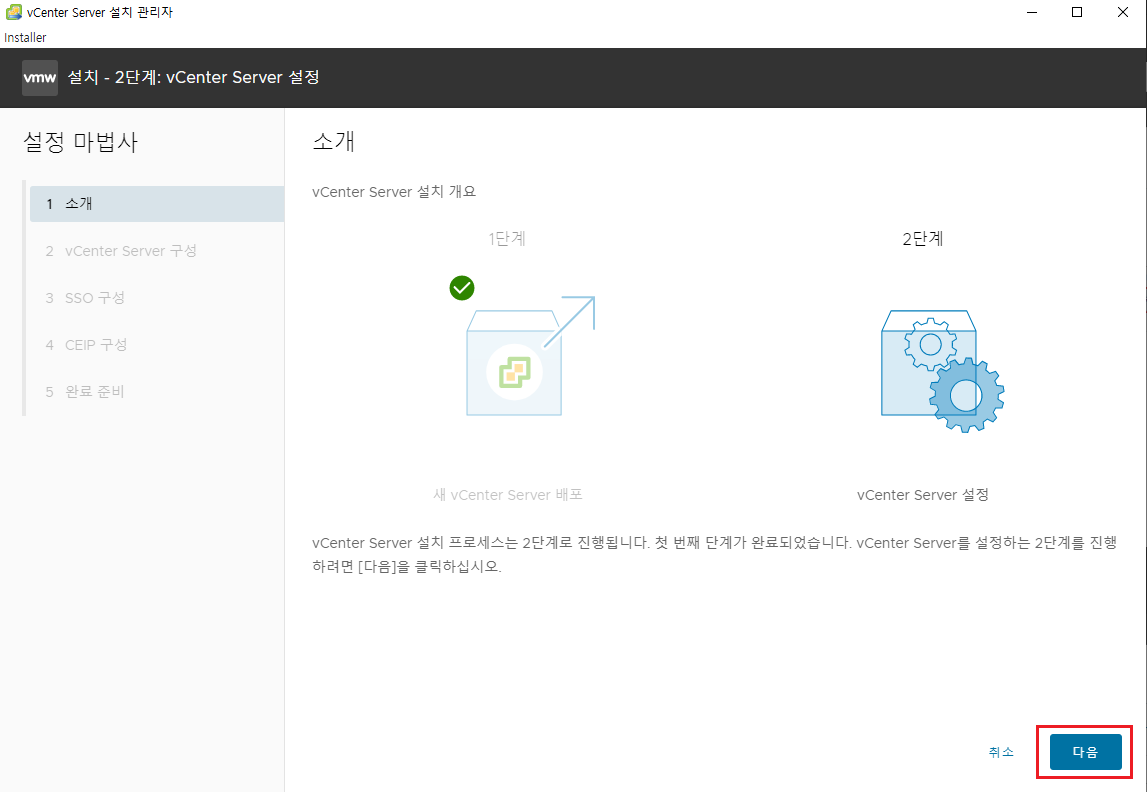 vCenter Server 설치 관리자
Installer
vmw 설치 - 2단계: vCenter Server 설정
설정 마법사
1 소개
2 vCenter Server 구성
3 SSO 구성
4 CEIP 구성
5 완료 준비
소개
vCenter Server 설치 개요
1단계
2단계
새 vCenter Server 배포
vCenter Server 설정
vCenter Server 설치 프로세스는 2단계로 진행됩니다. 첫 번째 단계가 완료되었습니다. vCenter Server를 설정하는 2단계를 진행
하려면 [다음]을 클릭하십시오.
취소
다음